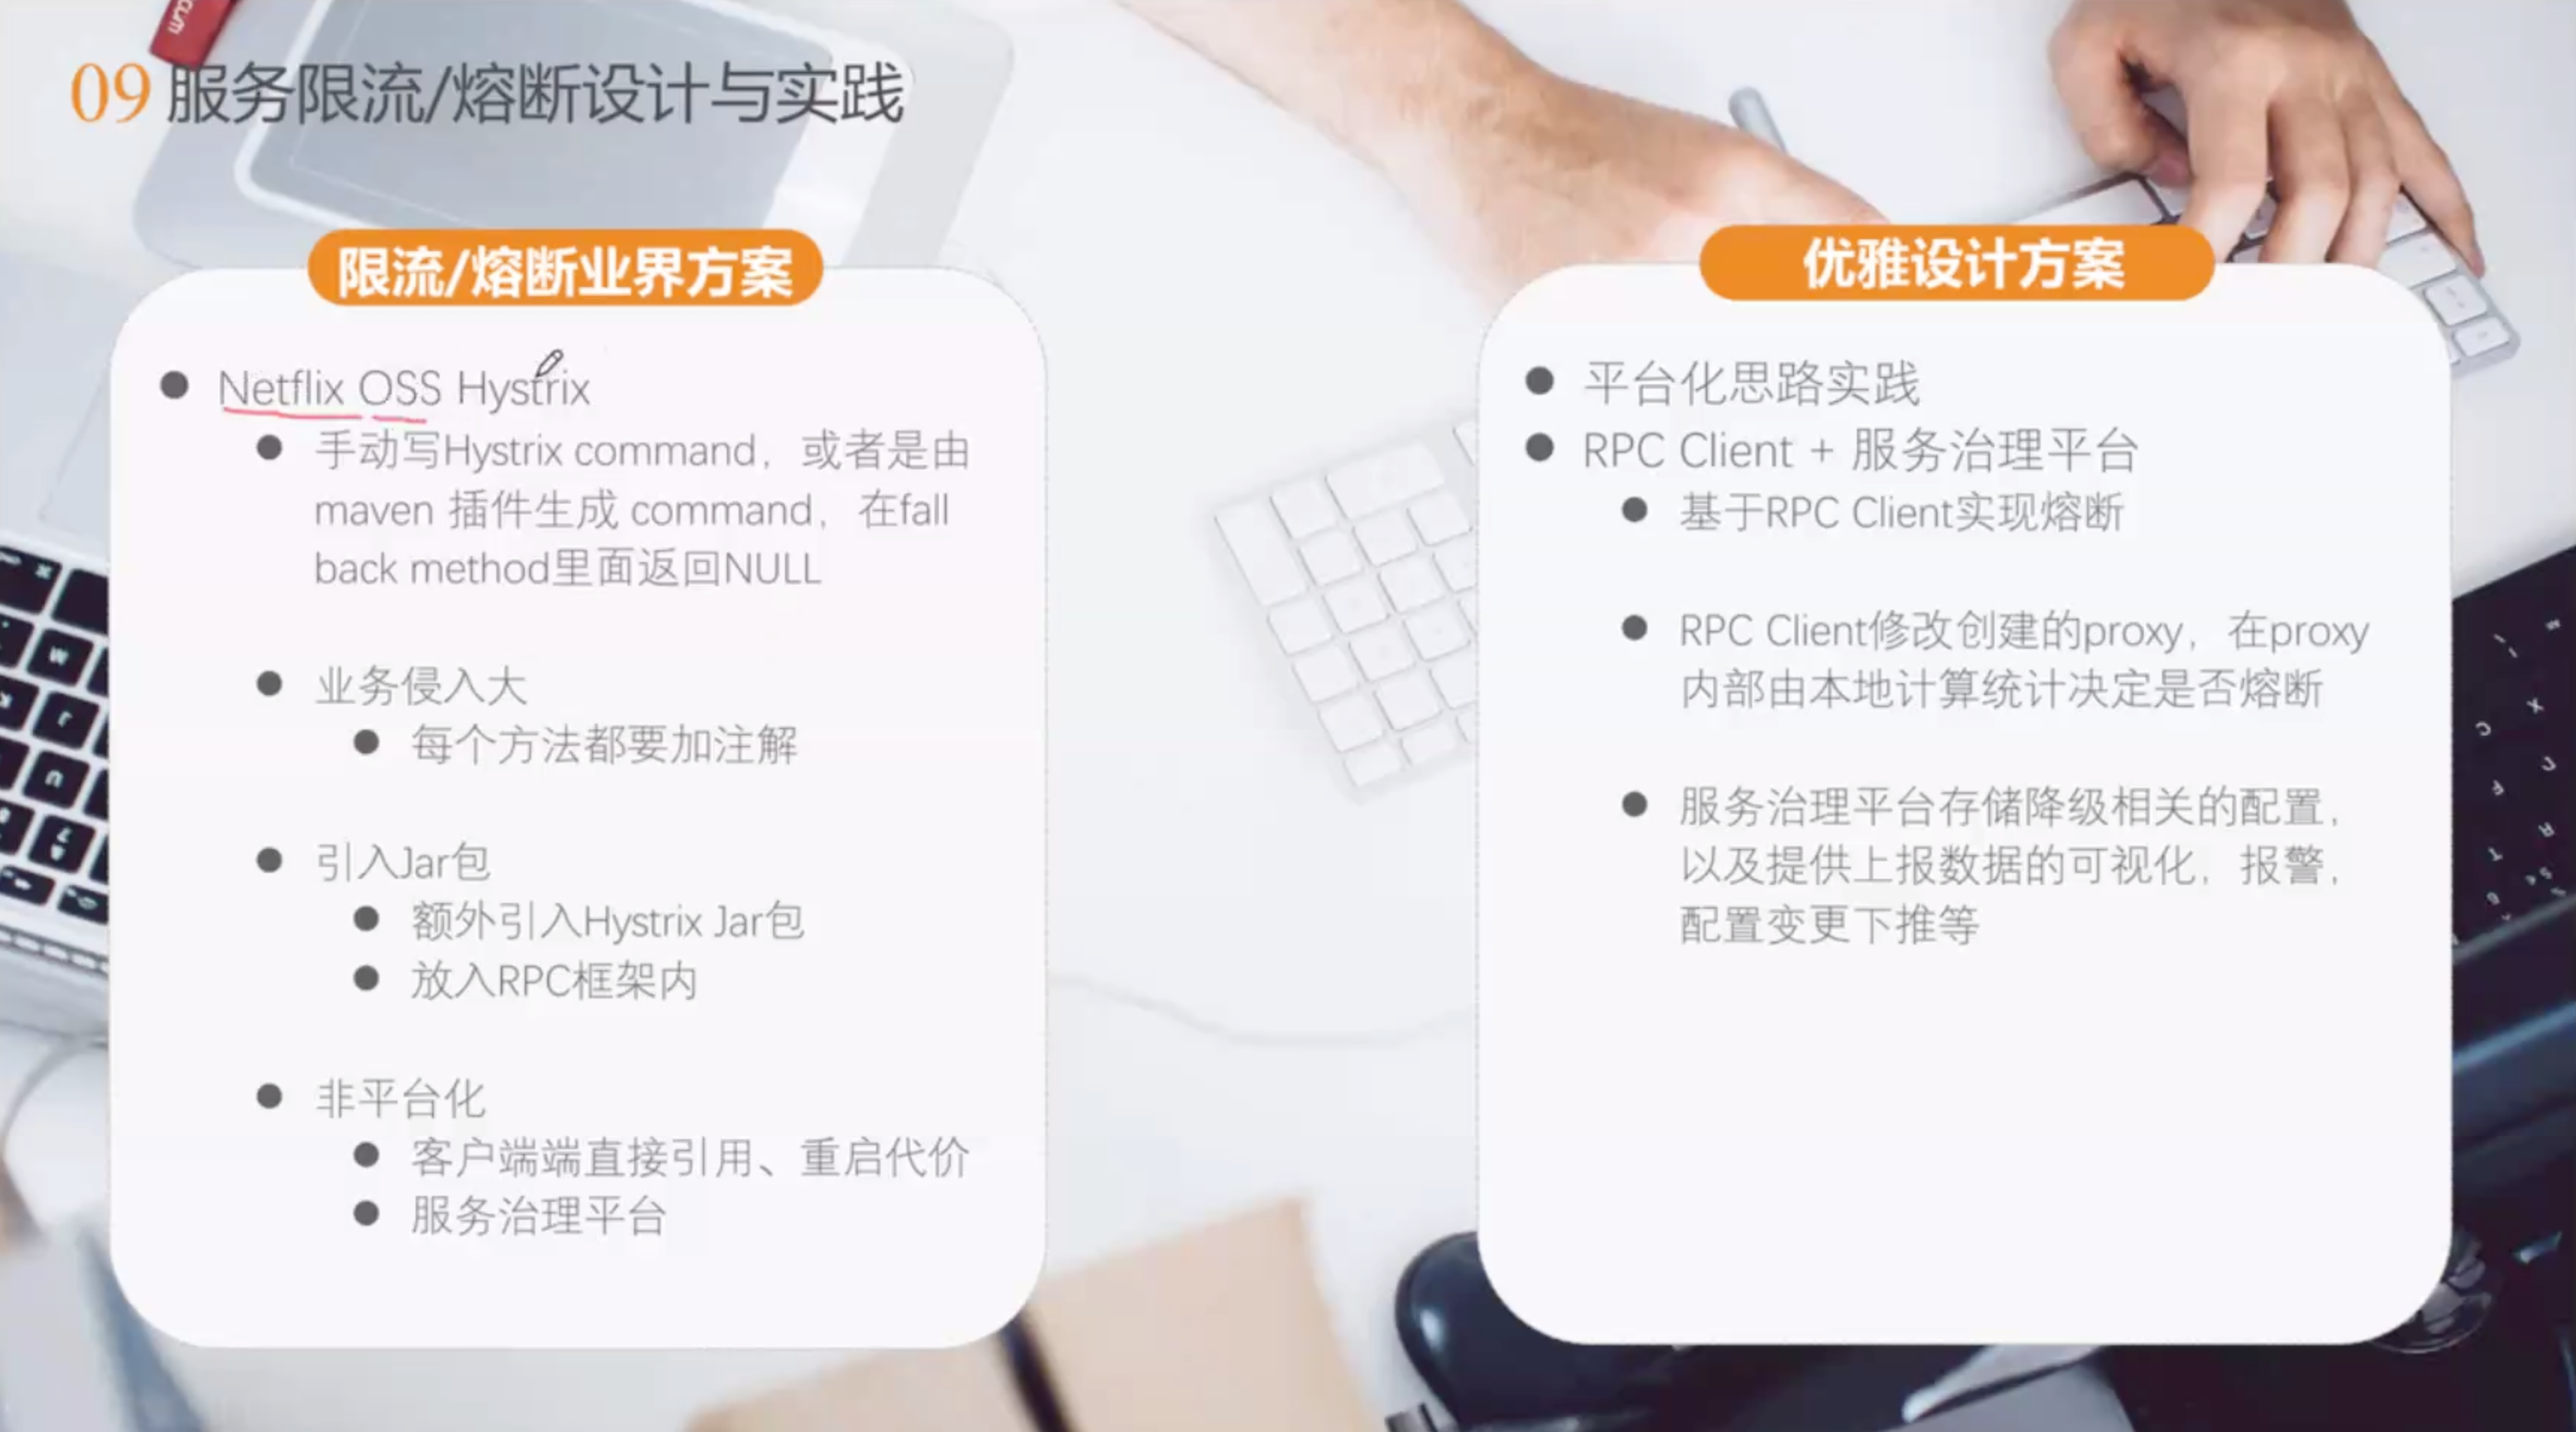 09 服务限流/熔断设计与实践
限流/熔断业界方案
Netflix OSS Hystrix
手动写Hystrix command，或者是由
maven 插件生成 command，在fall
back method里面返回NULL
业务侵入大
每个方法都要加注解
引入Jar包
额外引入Hystrix Jar包
放入RPC框架内
非平台化
客户端端直接引用、重启代价
服务治理平台
优雅设计方案
平台化思路实践
RPC Client + 服务治理平台
基于RPC Client实现熔断
RPC Client修改创建的proxy，在proxy
内部由本地计算统计决定是否熔断
服务治理平台存储降级相关的配置，
以及提供上报数据的可视化，报警，
配置变更下推等